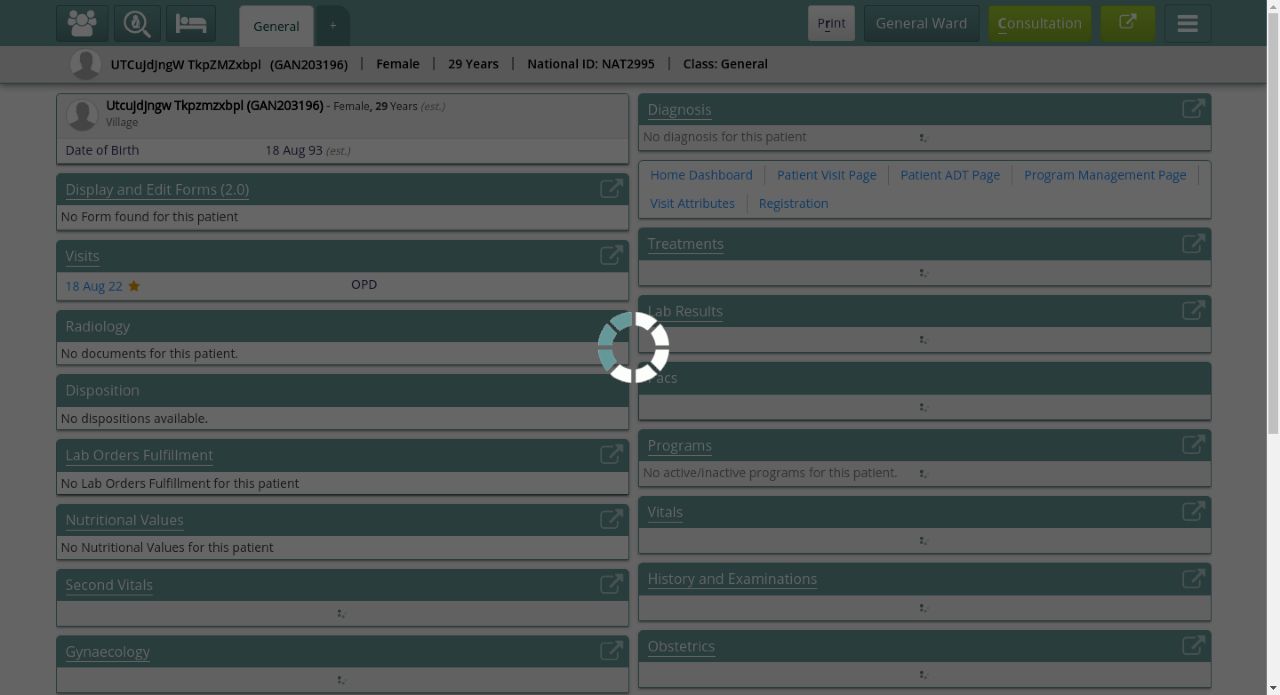 General
+
Print
General Ward
Consultation
UTCuJdJngW TkpZMZxbpl (GAN203196) | Female | 29 Years | National ID: NAT2995 | Class: General
UtcuJdJngw Tkpzmzxbpl (GAN203196) - Female, 29 Years (est.)
Village
Date of Birth 18 Aug 93 (est.)
Display and Edit Forms (2.0)
No Form found for this patient
Visits
18 Aug 22 OPD
Radiology
No documents for this patient.
Disposition
No dispositions available.
Lab Orders Fulfillment
No Lab Orders Fulfillment for this patient
Nutritional Values
No Nutritional Values for this patient
Second Vitals
Gynaecology
Diagnosis
No diagnosis for this patient
Home Dashboard | Patient Visit Page | Patient ADT Page | Program Management Page |
Visit Attributes | Registration
Treatments
Lab Results
Pacs
Programs
No active/inactive programs for this patient.
Vitals
History and Examinations
Obstetrics